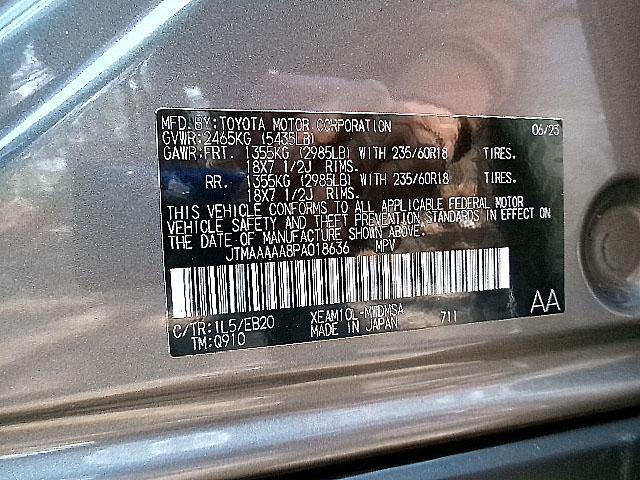 MFD. BY: TOYOTA MOTOR CORPORATION 06/23
GVWR: 2465KG (5435LB)
GAWR: FRT. 1355KG (2985LB) WITH 235/60R18 TIRES.
18X7 1/2J RIMS.
RR. 1355KG (2985LB) WITH 235/60R18 TIRES.
18X7 1/2J RIMS.
THIS VEHICLE CONFORMS TO ALL APPLICABLE FEDERAL MOTOR
VEHICLE SAFETY AND THEFT PREVENTION STANDARDS IN EFFECT ON
THE DATE OF MANUFACTURE SHOWN ABOVE.
JTMAAAAA8PA018636 MPV
C/TR: 1L5/EB20 XEAM10L-MWDMSA 711 AA
TM: Q910 MADE IN JAPAN